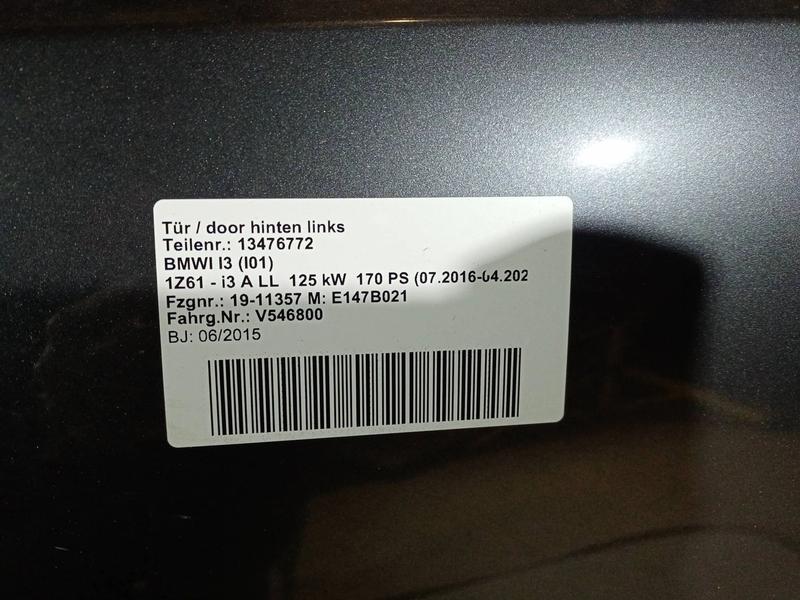 Tür / door hinten links
Teilenr.: 13476772
BMWI I3 (I01)
1Z61 - i3 A LL 125 kW 170 PS (07.2016-04.202
Fzgnr.: 19-11357 M: E147B021
Fahrg.Nr.: V546800
BJ: 06/2015